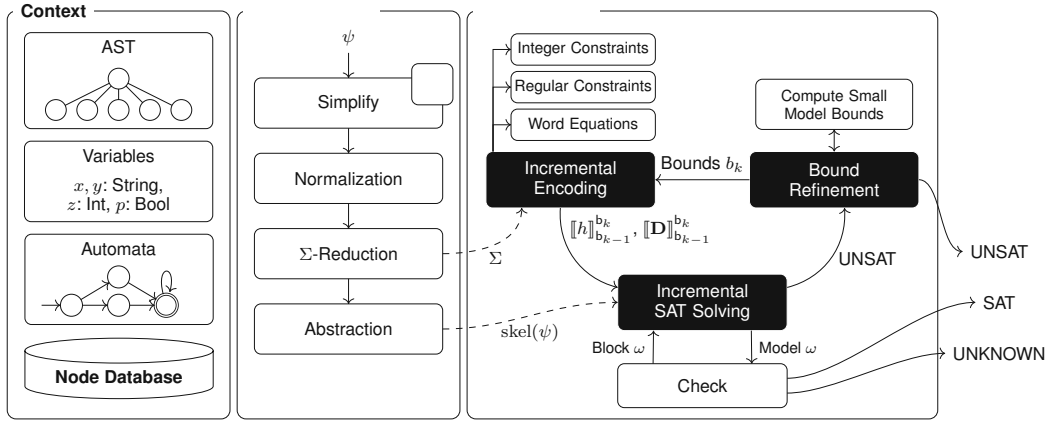 Context
AST
Variables
x, y: String,
z: Int, p: Bool
Automata
Node Database
ψ
Simplify
Normalization
Σ-Reduction
Abstraction
Σ
skel(ψ)
Integer Constraints
Regular Constraints
Word Equations
Incremental
Encoding
Bounds b_k
Compute Small
Model Bounds
Bound
Refinement
⟦h⟧^{b_k}_{b_{k−1}}, ⟦D⟧^{b_k}_{b_{k−1}}
UNSAT
Incremental
SAT Solving
Block ω
Model ω
Check
UNSAT
SAT
UNKNOWN